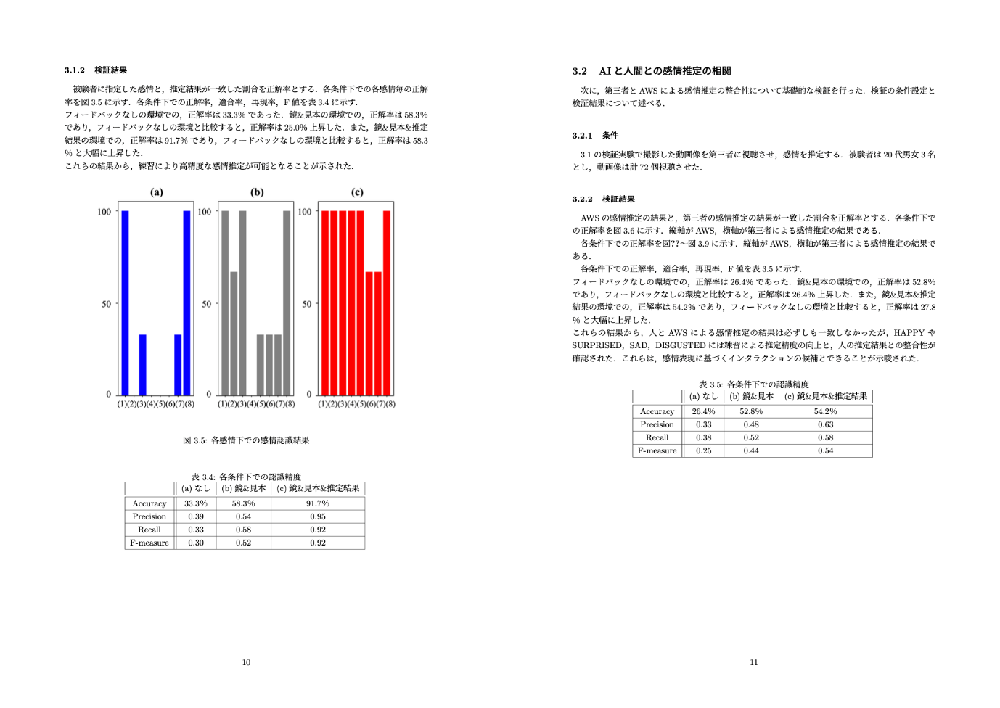 3.1.2 検証結果
被験者に指定した感情と，推定結果が一致した割合を正解率とする．各条件下での各感情毎の正解
率を図 3.5 に示す．各条件下での正解率，適合率，再現率，F 値を表 3.4 に示す．
フィードバックなしの環境での，正解率は 33.3% であった．鏡&見本の環境での，正解率は 58.3%
であり，フィードバックなしの環境と比較すると，正解率は 25.0% 上昇した．また，鏡&見本&推定
結果の環境での，正解率は 91.7% であり，フィードバックなしの環境と比較すると，正解率は 58.3
% と大幅に上昇した．
これらの結果から，練習により高精度な感情推定が可能となることが示された．
(a) (b) (c)
100 100 100
50 50 50
0 0 0
(1)(2)(3)(4)(5)(6)(7)(8) (1)(2)(3)(4)(5)(6)(7)(8) (1)(2)(3)(4)(5)(6)(7)(8)
図 3.5: 各感情下での感情認識結果
表 3.4: 各条件下での認識精度
(a) なし (b) 鏡&見本 (c) 鏡&見本&推定結果
Accuracy 33.3% 58.3% 91.7%
Precision 0.39 0.54 0.95
Recall 0.33 0.58 0.92
F-measure 0.30 0.52 0.92
10
3.2 AI と人間との感情推定の相関
次に，第三者と AWS による感情推定の整合性について基礎的な検証を行った．検証の条件設定と
検証結果について述べる．
3.2.1 条件
3.1 の検証実験で撮影した動画像を第三者に視聴させ，感情を推定する．被験者は 20 代男女 3 名
とし，動画像は計 72 個視聴させた．
3.2.2 検証結果
AWS の感情推定の結果と，第三者の感情推定の結果が一致した割合を正解率とする．各条件下で
の正解率を図 3.6 に示す．縦軸が AWS，横軸が第三者による感情推定の結果である．
各条件下での正解率を図??〜図 3.9 に示す．縦軸が AWS，横軸が第三者による感情推定の結果で
ある．
各条件下での正解率，適合率，再現率，F 値を表 3.5 に示す．
フィードバックなしの環境での，正解率は 26.4% であった．鏡&見本の環境での，正解率は 52.8%
であり，フィードバックなしの環境と比較すると，正解率は 26.4% 上昇した．また，鏡&見本&推定
結果の環境での，正解率は 54.2% であり，フィードバックなしの環境と比較すると，正解率は 27.8
% と大幅に上昇した．
これらの結果から，人と AWS による感情推定の結果は必ずしも一致しなかったが，HAPPY や
SURPRISED，SAD，DISGUSTED には練習による推定精度の向上と，人の推定結果との整合性が
確認された．これらは，感情表現に基づくインタラクションの候補とできることが示唆された．
表 3.5: 各条件下での認識精度
(a) なし (b) 鏡&見本 (c) 鏡&見本&推定結果
Accuracy 26.4% 52.8% 54.2%
Precision 0.33 0.48 0.63
Recall 0.38 0.52 0.58
F-measure 0.25 0.44 0.54
11